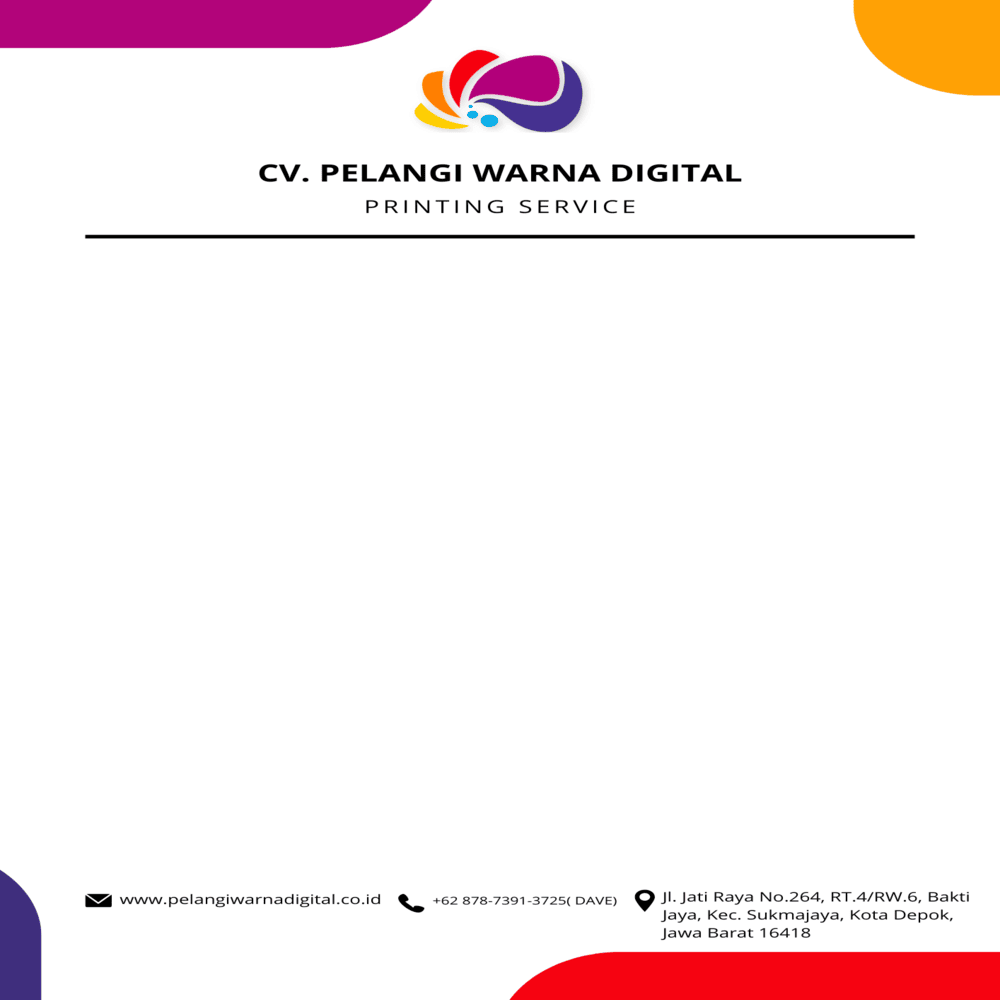 CV. PELANGI WARNA DIGITAL
PRINTING SERVICE
www.pelangiwarnadigital.co.id
+62 878-7391-3725( DAVE)
Jl. Jati Raya No.264, RT.4/RW.6, Bakti
Jaya, Kec. Sukmajaya, Kota Depok,
Jawa Barat 16418